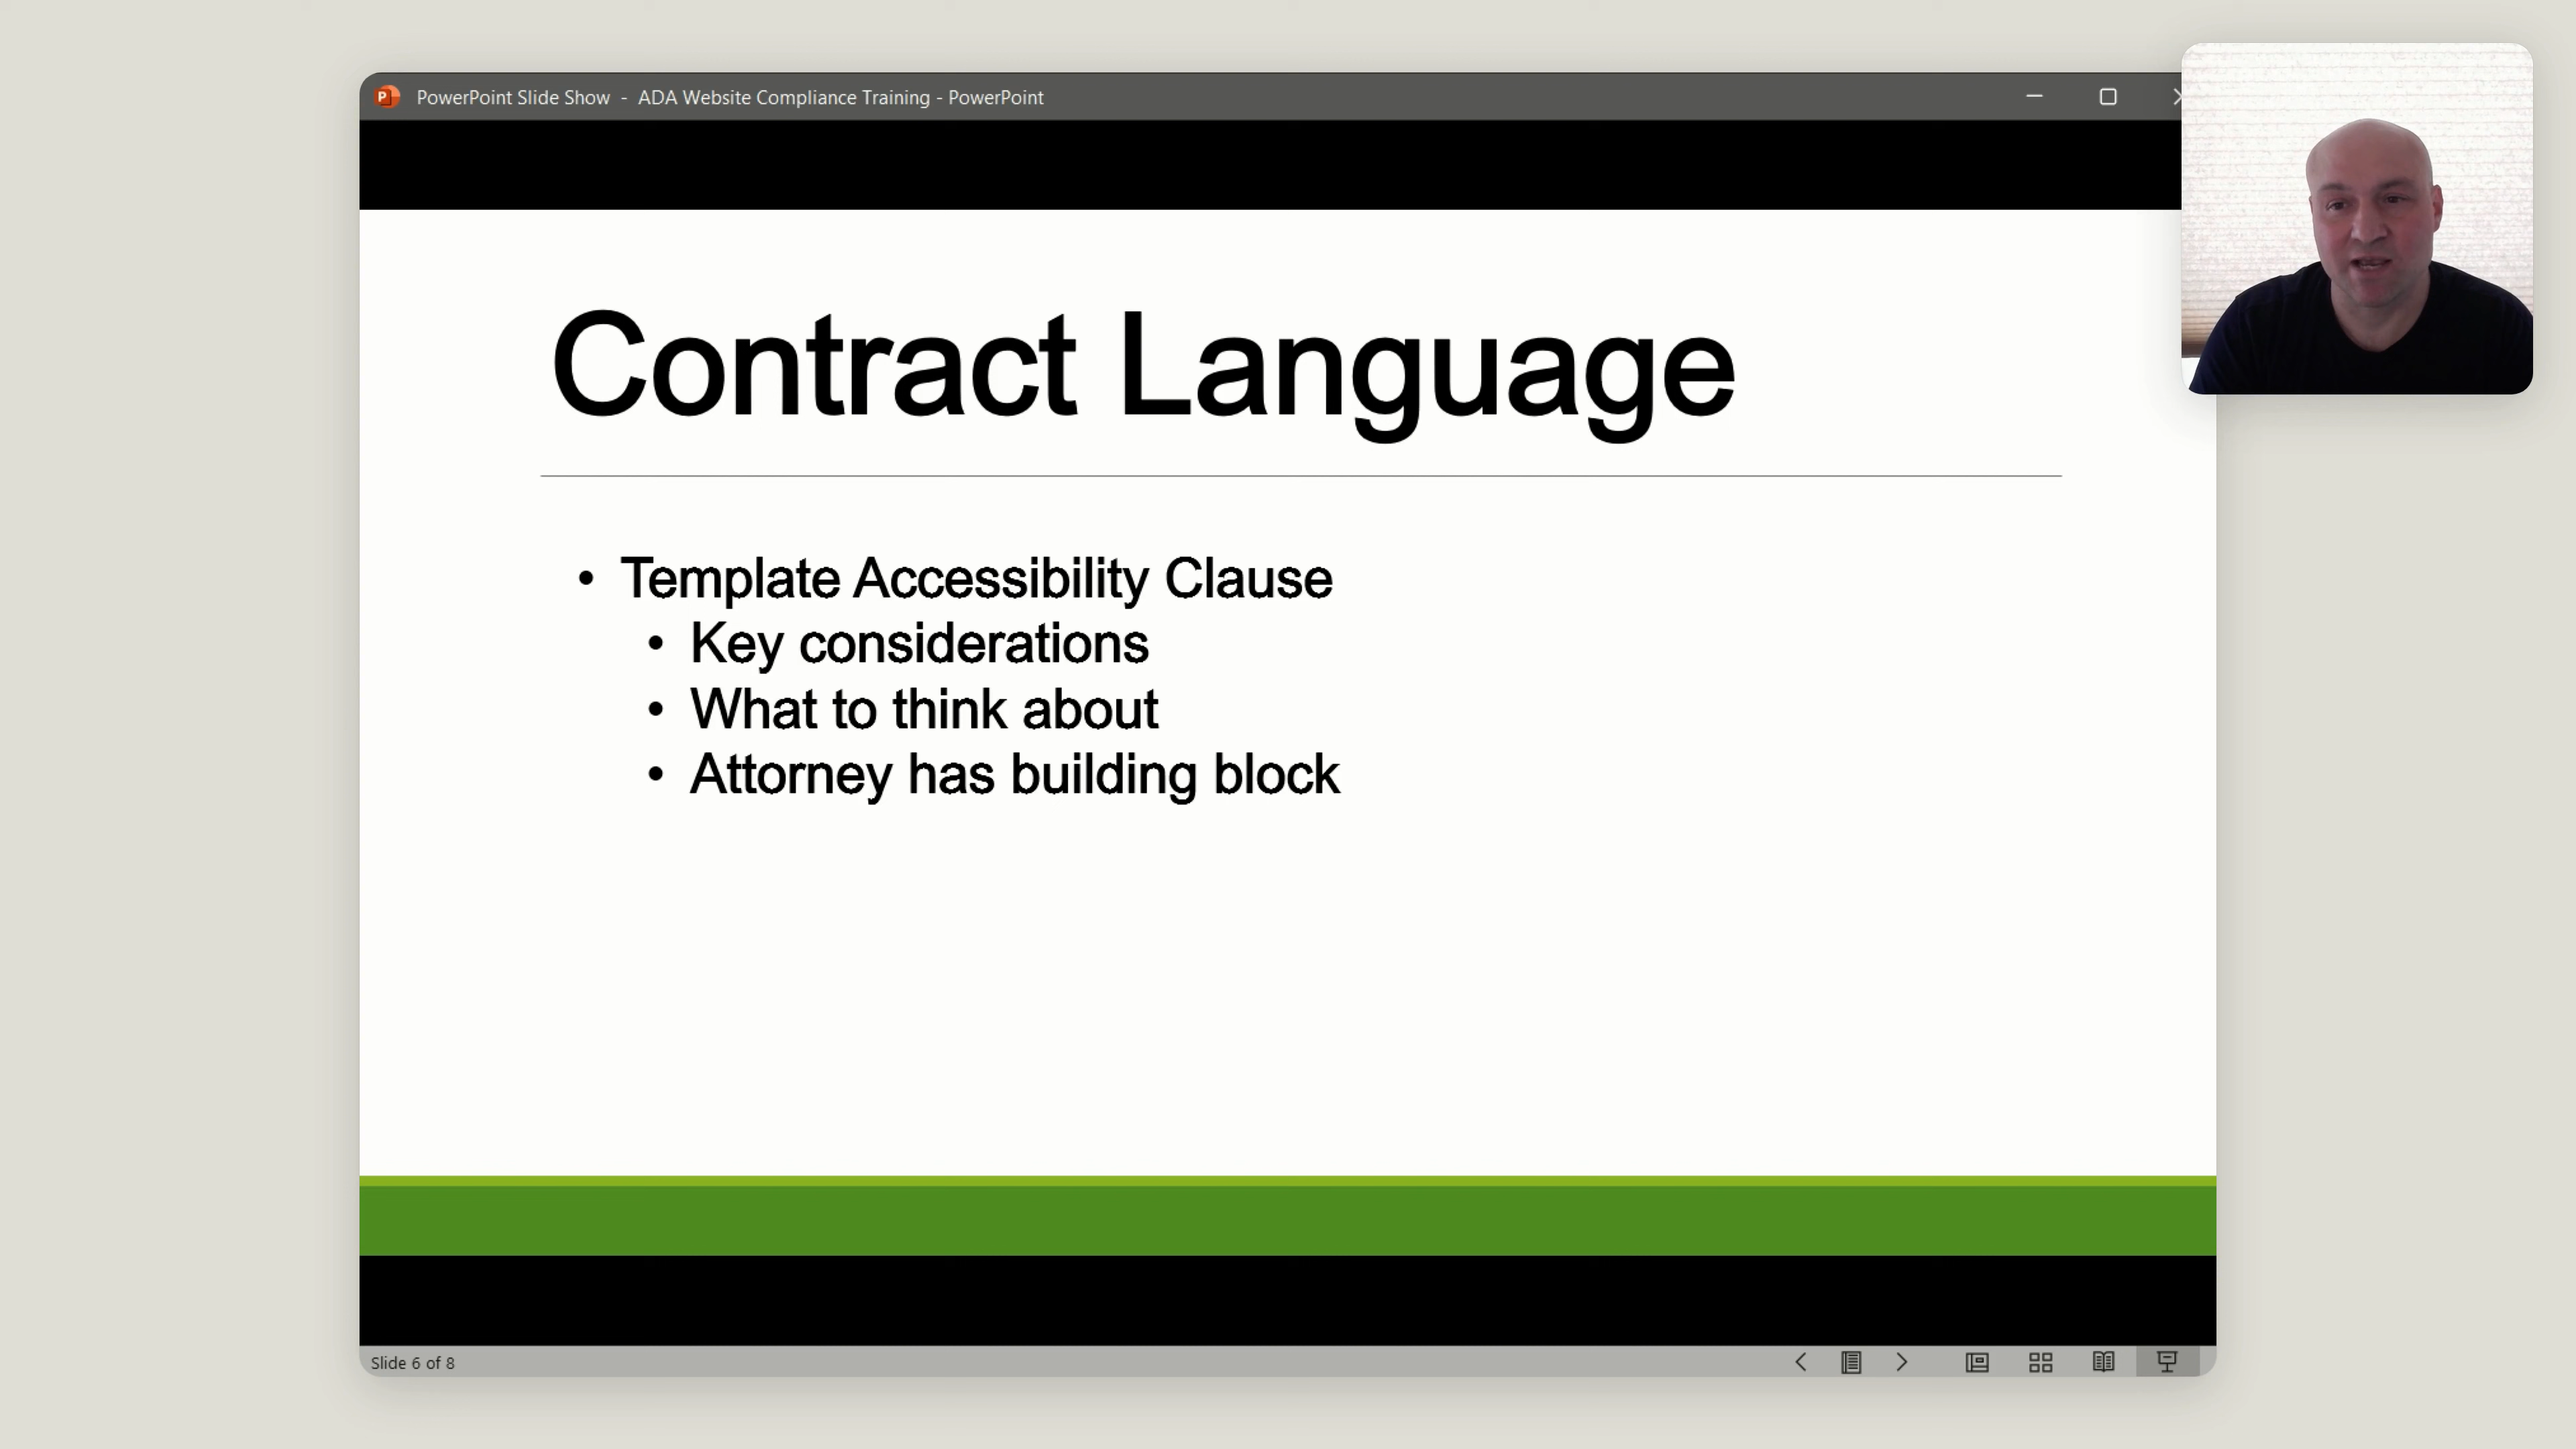 PowerPoint Slide Show - ADA Website Compliance Training - PowerPoint
Contract Language
• Template Accessibility Clause
• Key considerations
• What to think about
• Attorney has building block
Slide 6 of 8